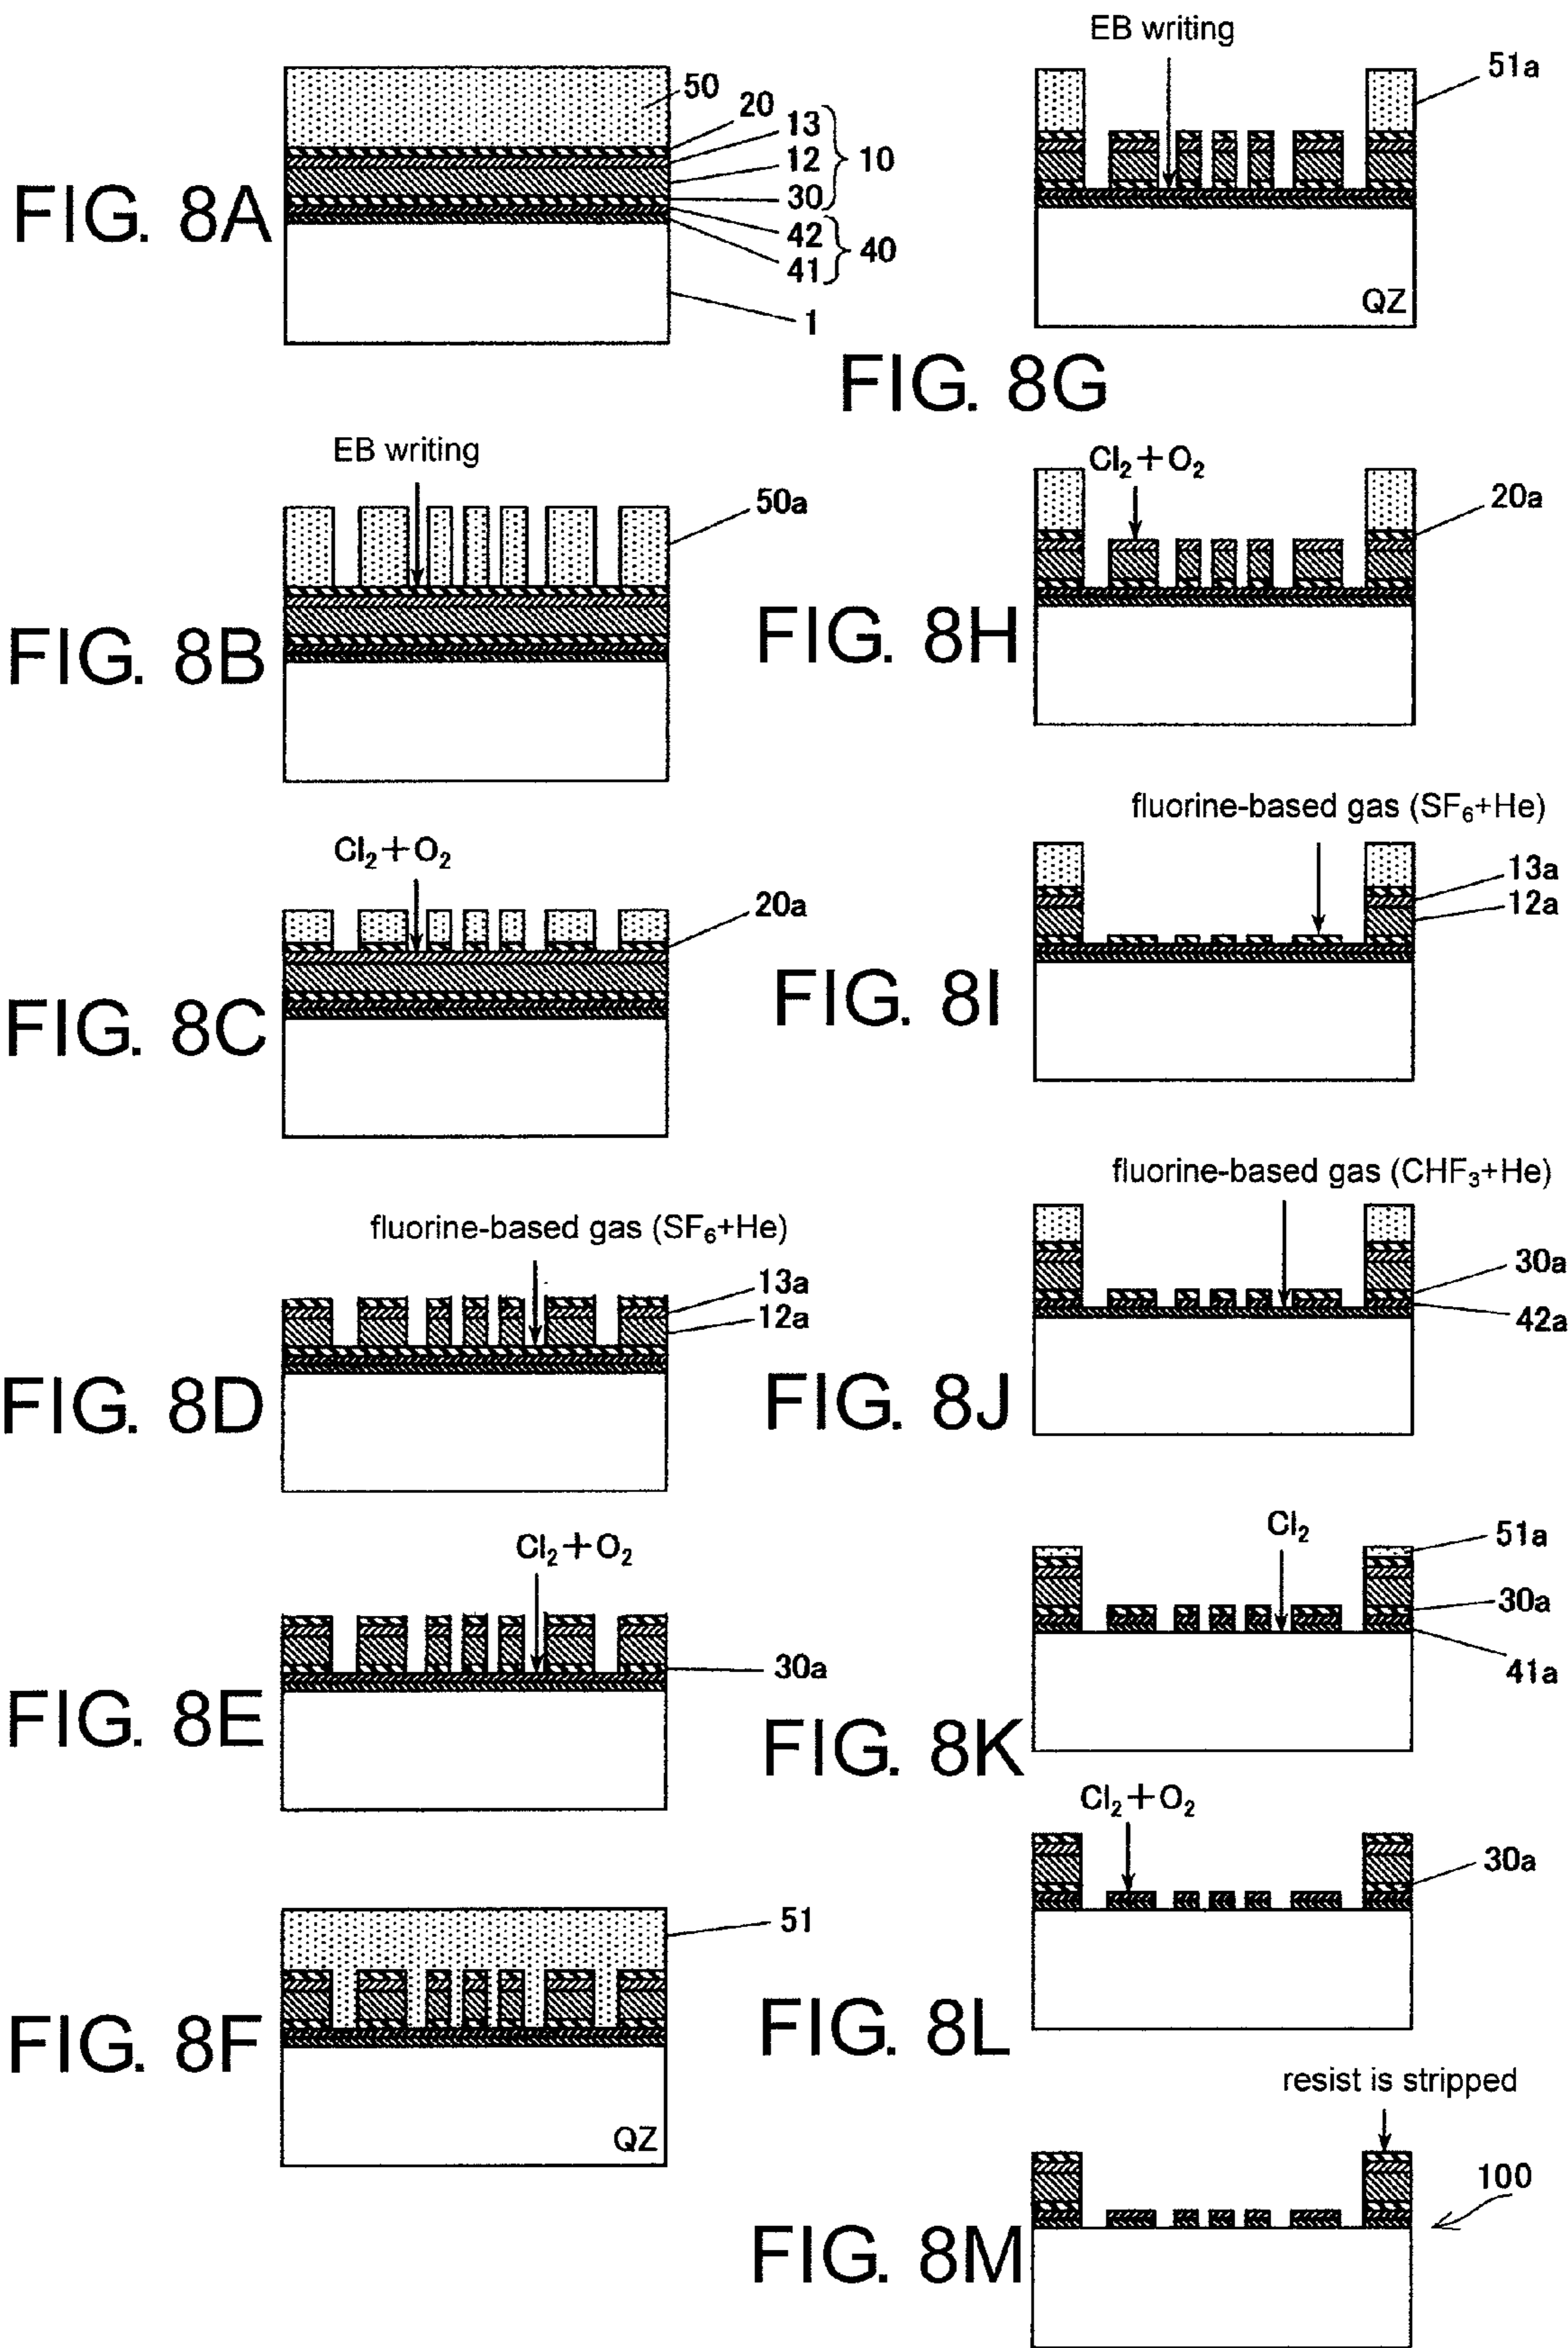 FIG. 8A
50
20
13
12
10
30
42
41
40
1
FIG. 8B
EB writing
50a
FIG. 8C
Cl₂+O₂
20a
FIG. 8D
fluorine-based gas (SF₆+He)
13a
12a
FIG. 8E
Cl₂+O₂
30a
FIG. 8F
51
QZ
FIG. 8G
EB writing
51a
QZ
FIG. 8H
Cl₂+O₂
20a
FIG. 8I
fluorine-based gas (SF₆+He)
13a
12a
FIG. 8J
fluorine-based gas (CHF₃+He)
30a
42a
FIG. 8K
Cl₂
51a
30a
41a
FIG. 8L
Cl₂+O₂
30a
FIG. 8M
resist is stripped
100